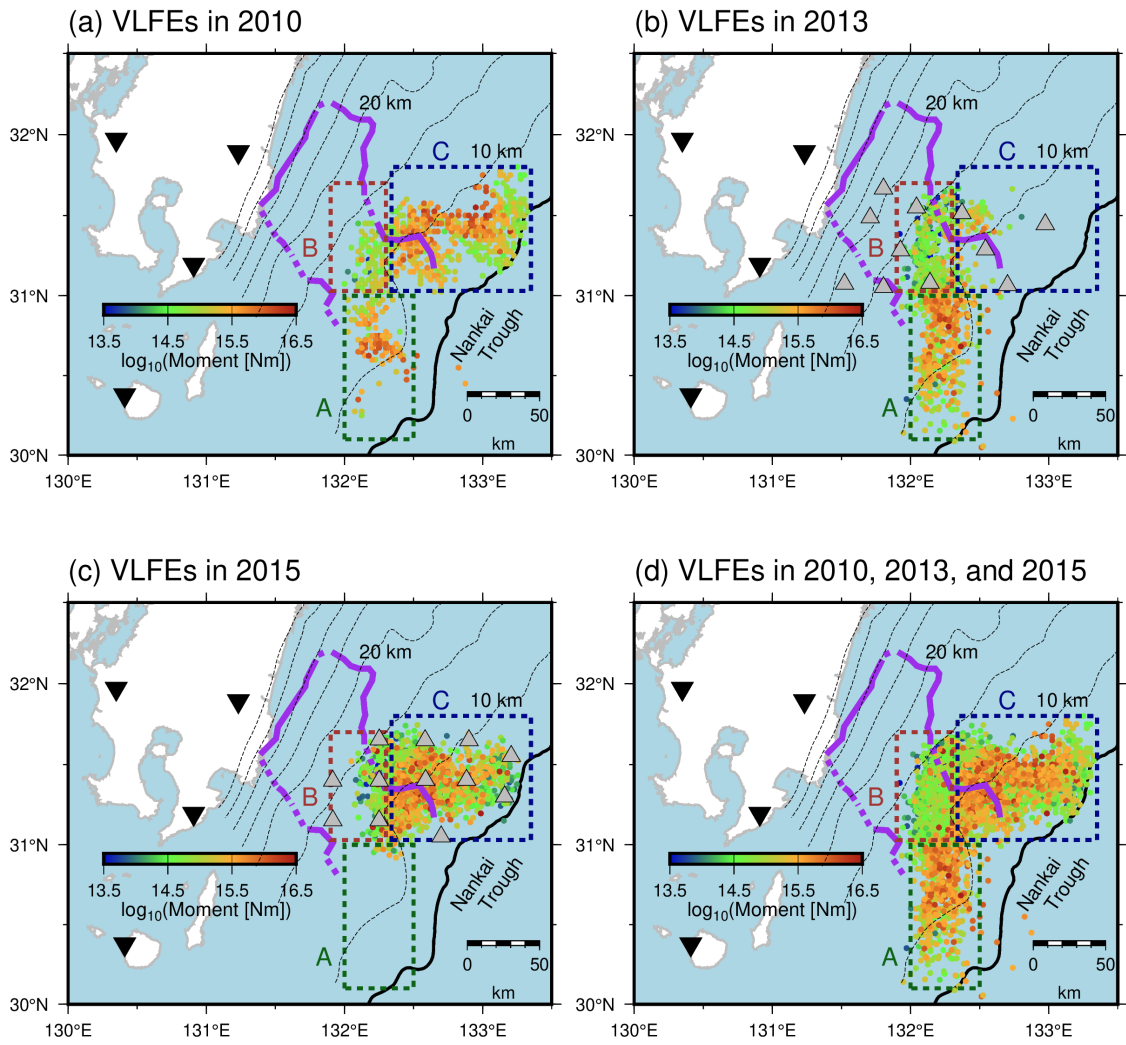 (a) VLFEs in 2010
20 km
C
10 km
B
A
13.5 14.5 15.5 16.5
log10(Moment [Nm])
Nankai
Trough
0 50
km
32°N
31°N
30°N
130°E 131°E 132°E 133°E
(b) VLFEs in 2013
20 km
C
10 km
B
A
13.5 14.5 15.5 16.5
log10(Moment [Nm])
Nankai
Trough
0 50
km
32°N
31°N
30°N
130°E 131°E 132°E 133°E
(c) VLFEs in 2015
20 km
C
10 km
B
A
13.5 14.5 15.5 16.5
log10(Moment [Nm])
Nankai
Trough
0 50
km
32°N
31°N
30°N
130°E 131°E 132°E 133°E
(d) VLFEs in 2010, 2013, and 2015
20 km
C
10 km
B
A
13.5 14.5 15.5 16.5
log10(Moment [Nm])
Nankai
Trough
0 50
km
32°N
31°N
30°N
130°E 131°E 132°E 133°E